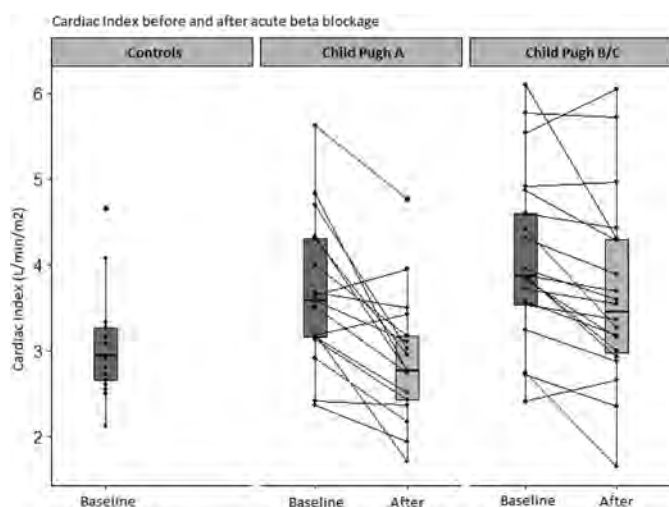 Cardiac Index before and after acute beta blockage
Controls
Child Pugh A
Child Pugh B/C
Cardiac Index (L/min/m2)
6
5
4
3
2
Baseline
Baseline
After
Baseline
After